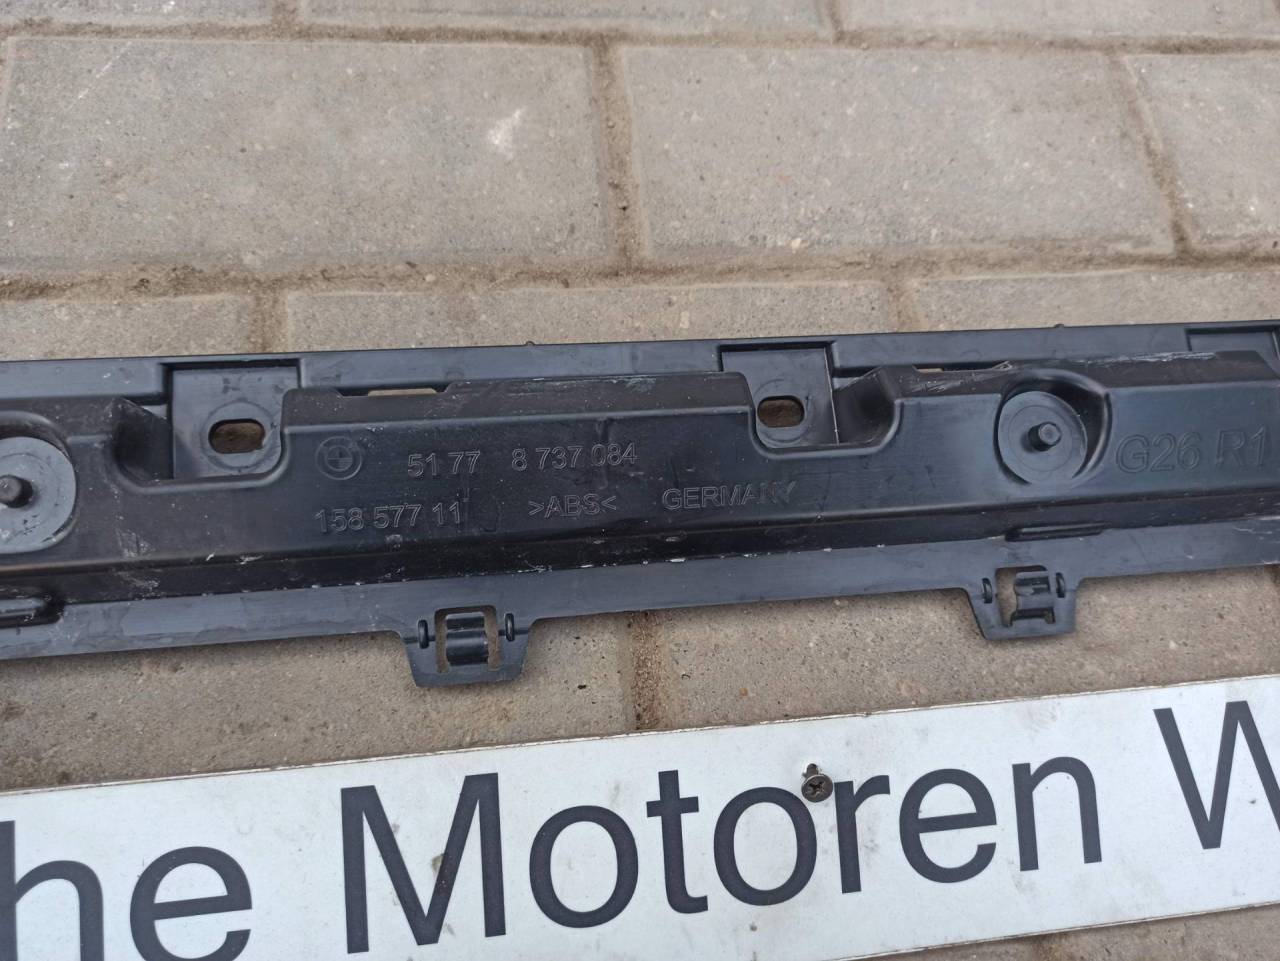 51 77 8 737 084
G26 R1
158 577 11 >ABS< GERMANY
he Motoren W